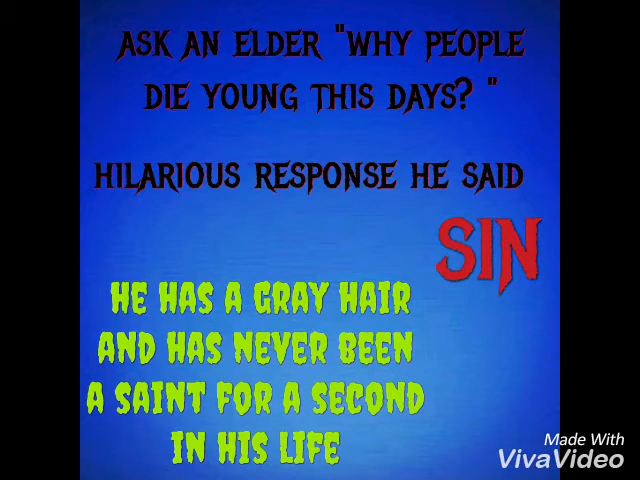 ASK AN ELDER "WHY PEOPLE
DIE YOUNG THIS DAYS? "
HILARIOUS RESPONSE HE SAID
SIN
HE HAS A GRAY HAIR
AND HAS NEVER BEEN
A SAINT FOR A SECOND
IN HIS LIFE
Made With
VivaVideo